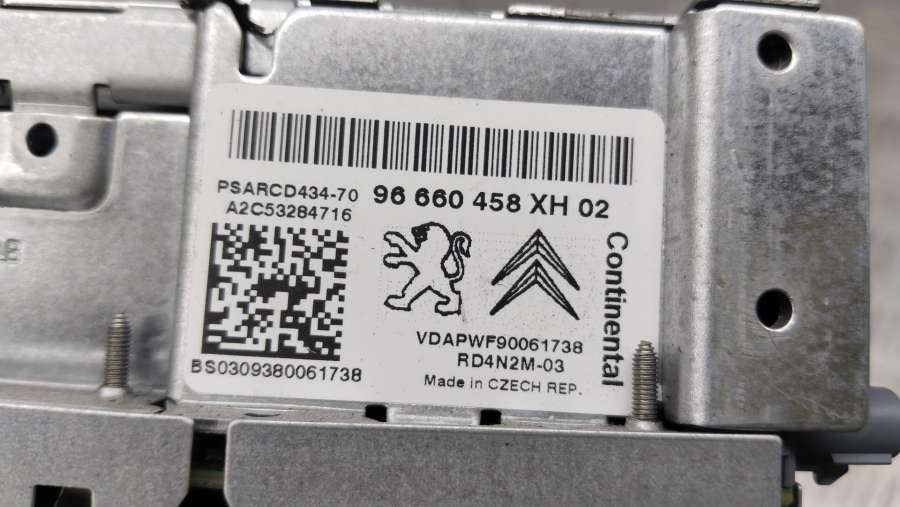 PSARCD434-70 96 660 458 XH 02
A2C53284716
Continental
VDAPWF90061738
RD4N2M-03
BS0309380061738
Made in CZECH REP.